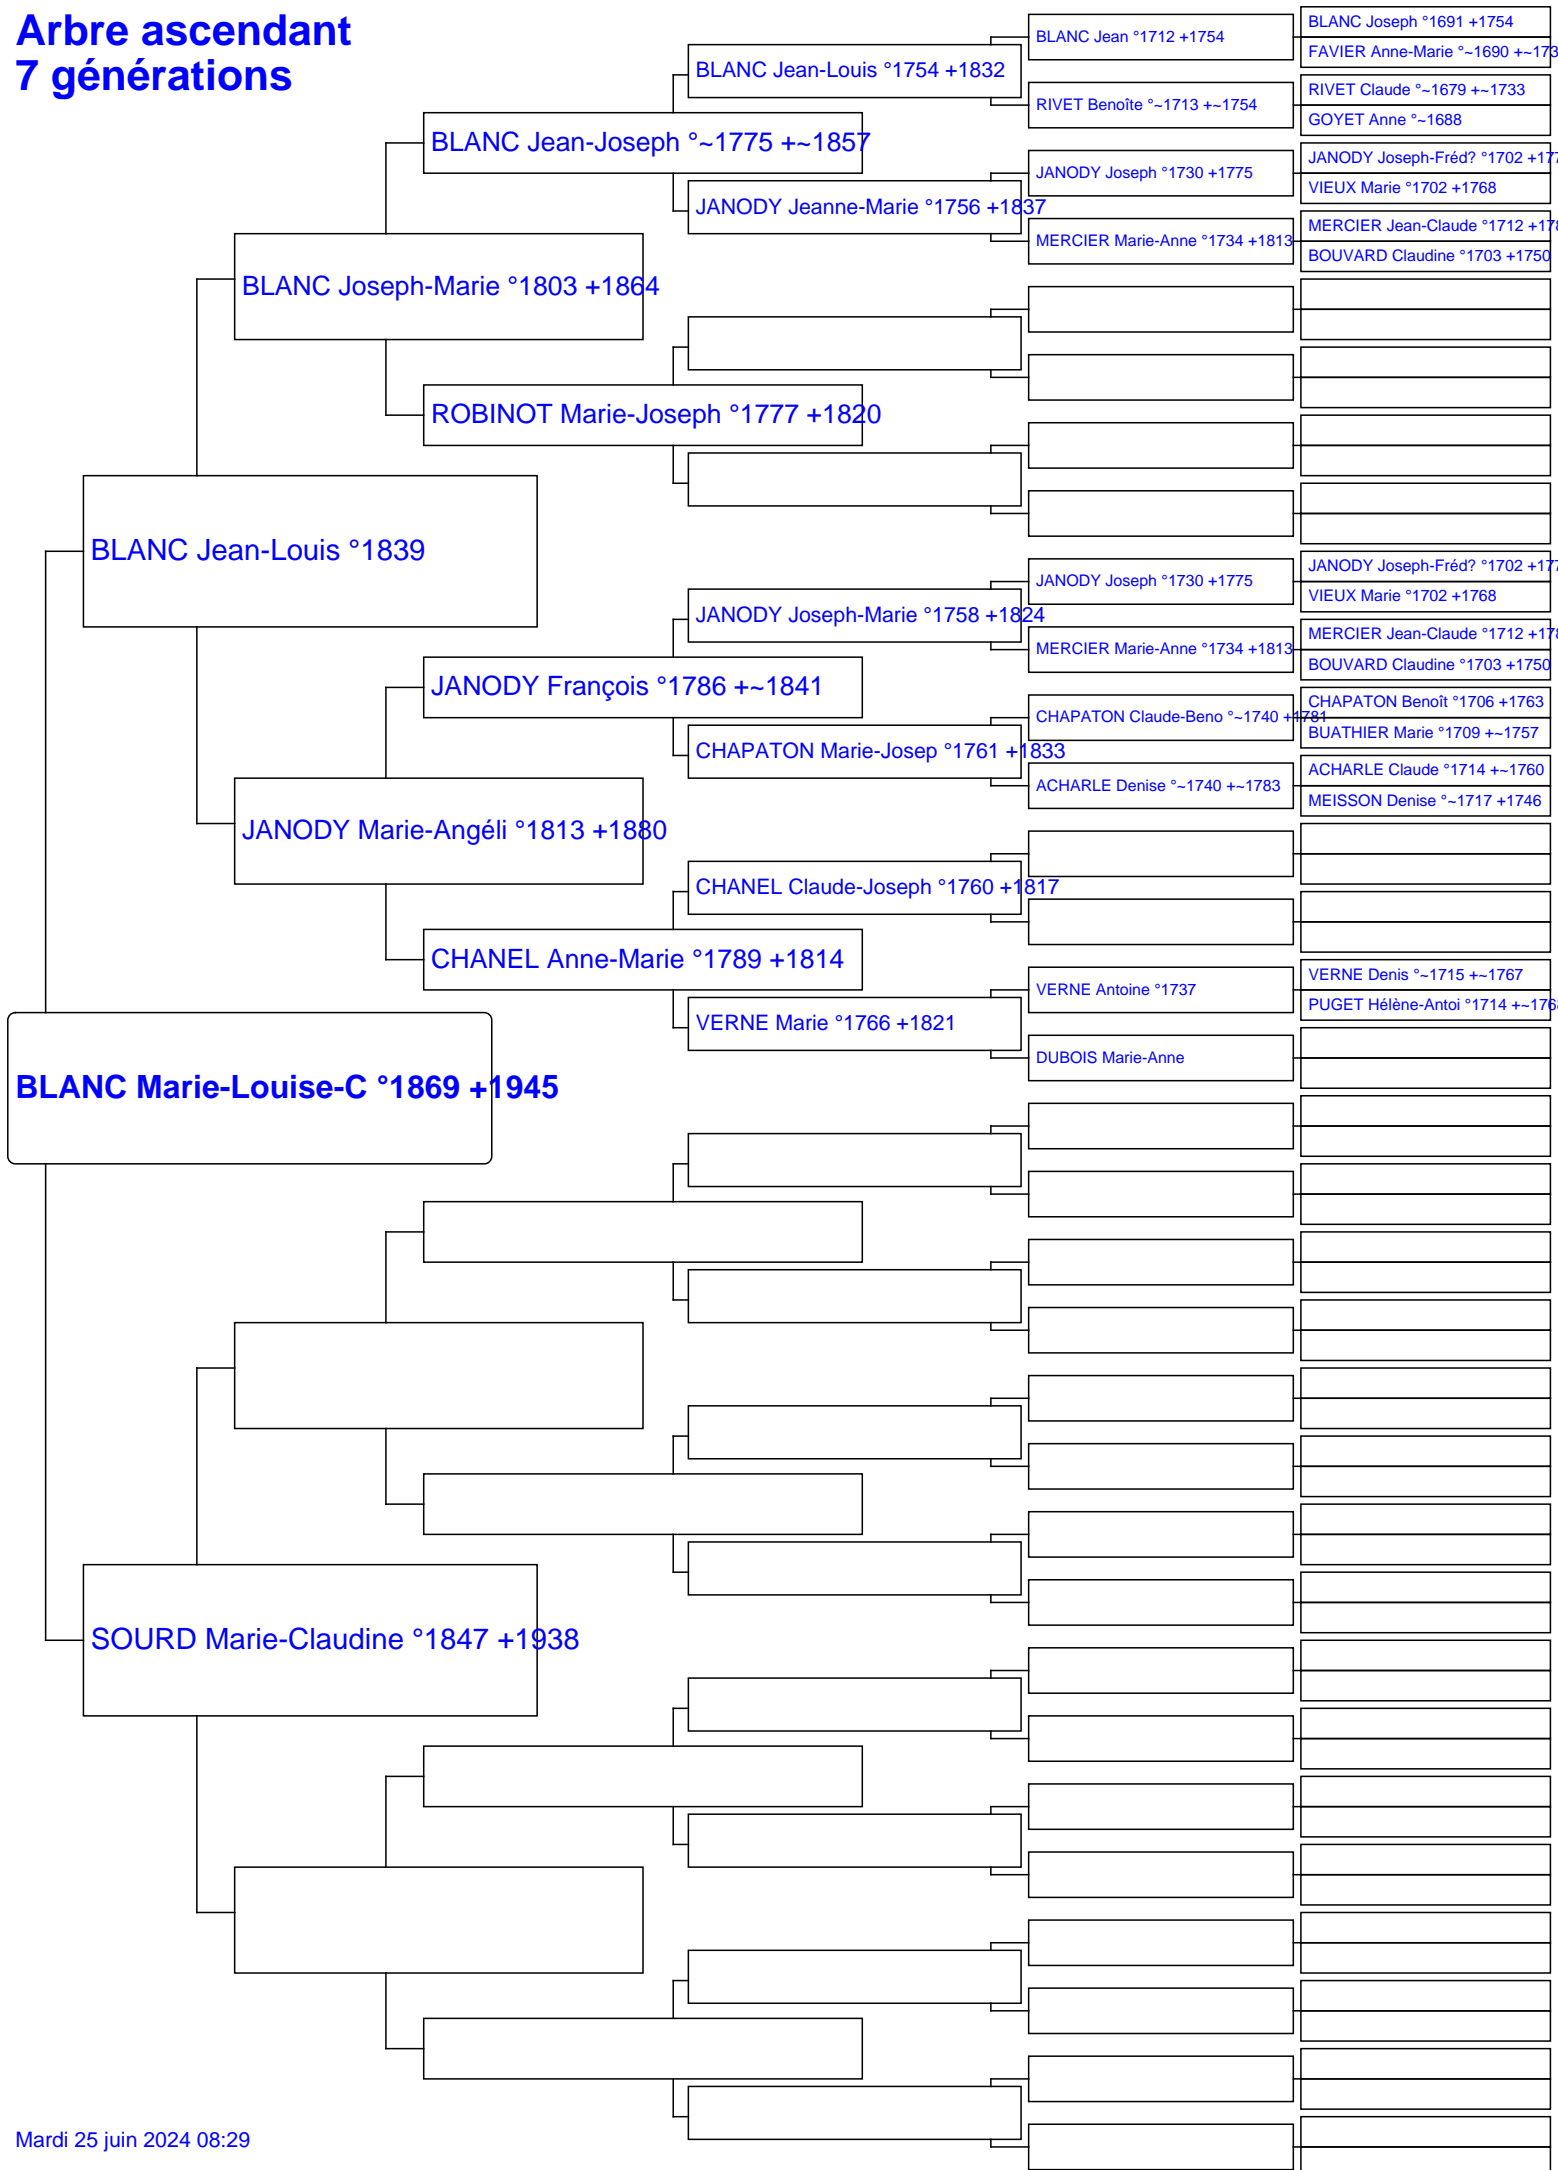 Arbre ascendant
7 générations
BLANC Joseph °1691 +1754
BLANC Jean °1712 +1754
FAVIER Anne-Marie °~1690 +~173
BLANC Jean-Louis °1754 +1832
RIVET Claude °~1679 +~1733
RIVET Benoîte °~1713 +~1754
GOYET Anne °~1688
BLANC Jean-Joseph °~1775 +~1857
JANODY Joseph-Fréd? °1702 +177
JANODY Joseph °1730 +1775
VIEUX Marie °1702 +1768
JANODY Jeanne-Marie °1756 +1837
MERCIER Jean-Claude °1712 +178
MERCIER Marie-Anne °1734 +1813
BOUVARD Claudine °1703 +1750
BLANC Joseph-Marie °1803 +1864
ROBINOT Marie-Joseph °1777 +1820
BLANC Jean-Louis °1839
JANODY Joseph-Fréd? °1702 +177
JANODY Joseph °1730 +1775
VIEUX Marie °1702 +1768
JANODY Joseph-Marie °1758 +1824
MERCIER Jean-Claude °1712 +178
MERCIER Marie-Anne °1734 +1813
BOUVARD Claudine °1703 +1750
JANODY François °1786 +~1841
CHAPATON Benoît °1706 +1763
CHAPATON Claude-Beno °~1740 +1781
BUATHIER Marie °1709 +~1757
CHAPATON Marie-Josep °1761 +1833
ACHARLE Claude °1714 +~1760
ACHARLE Denise °~1740 +~1783
MEISSON Denise °~1717 +1746
JANODY Marie-Angéli °1813 +1880
CHANEL Claude-Joseph °1760 +1817
CHANEL Anne-Marie °1789 +1814
VERNE Denis °~1715 +~1767
VERNE Antoine °1737
PUGET Hélène-Antoi °1714 +~1768
VERNE Marie °1766 +1821
DUBOIS Marie-Anne
BLANC Marie-Louise-C °1869 +1945
SOURD Marie-Claudine °1847 +1938
Mardi 25 juin 2024 08:29